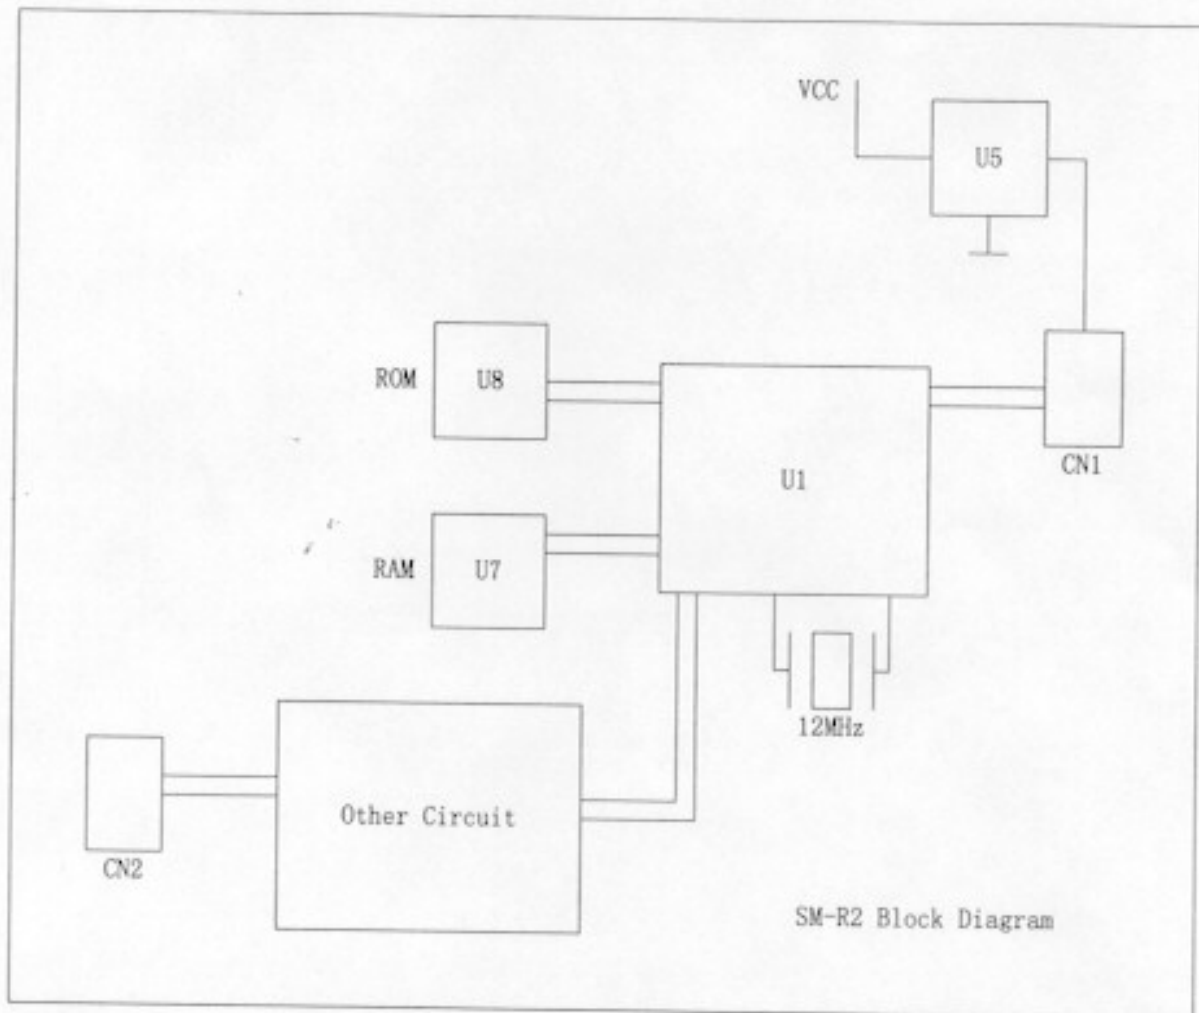 VCC
U5
ROM
U8
U1
CN1
RAM
U7
12MHz
Other Circuit
CN2
SM-R2 Block Diagram